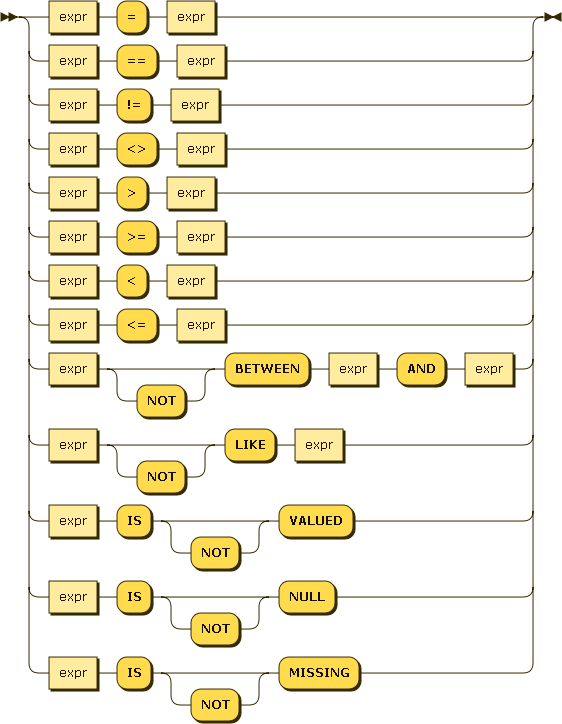 expr = expr
expr == expr
expr != expr
expr <> expr
expr > expr
expr >= expr
expr < expr
expr <= expr
expr BETWEEN expr AND expr
NOT
expr LIKE expr
NOT
expr IS VALUED
NOT
expr IS NULL
NOT
expr IS MISSING
NOT